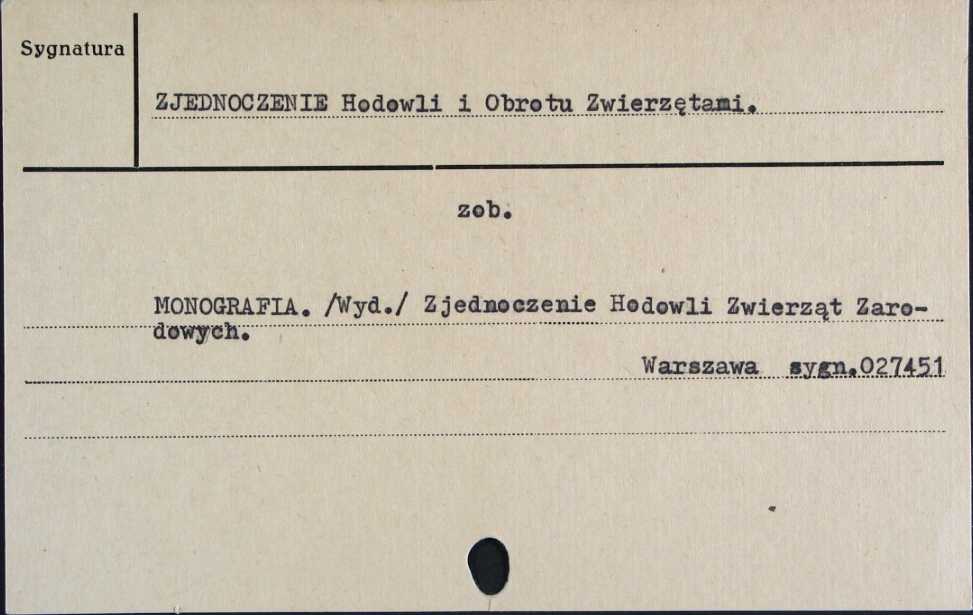 Sygnatura
ZJEDNOCZENIE Hodowli i Obrotu Zwierzętami.
zob.
MONOGRAFIA. /Wyd./ Zjednoczenie Hodowli Zwierząt Zaro-
dowych.
Warszawa sygn.027451